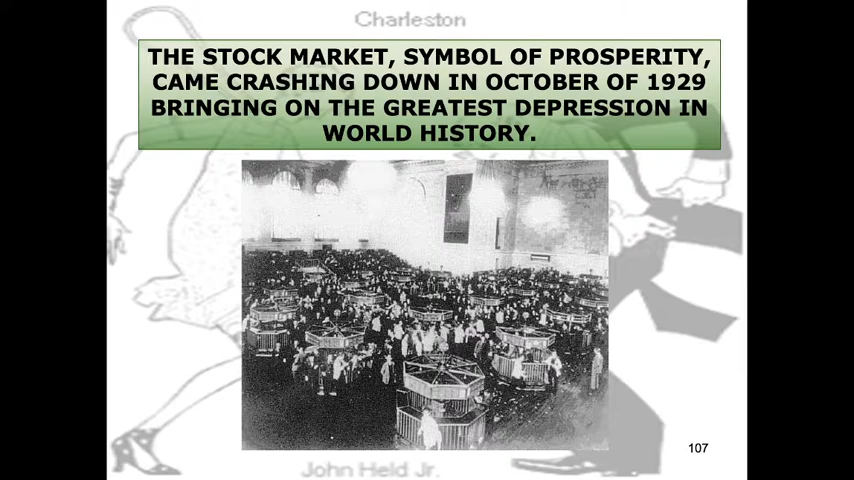 Charleston
THE STOCK MARKET, SYMBOL OF PROSPERITY,
CAME CRASHING DOWN IN OCTOBER OF 1929
BRINGING ON THE GREATEST DEPRESSION IN
WORLD HISTORY.
107
John Held Jr.